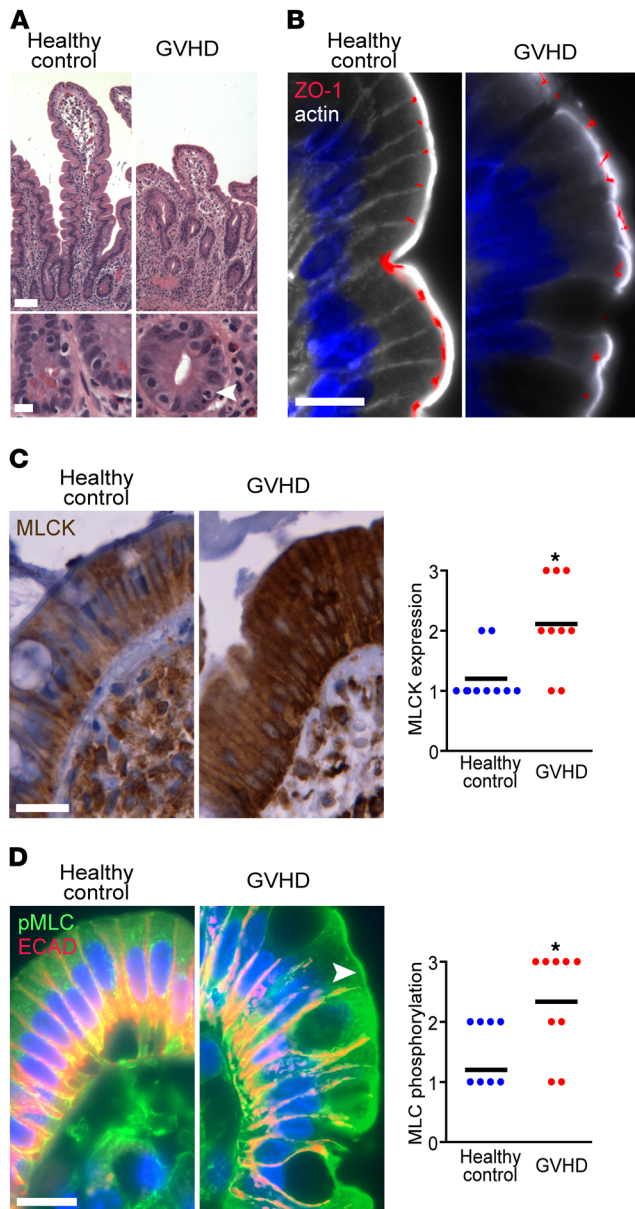 A
Healthy
control
GVHD
B
Healthy
control
GVHD
ZO-1
actin
C
Healthy
control
GVHD
MLCK
MLCK expression
3
2
1
0
*
Healthy
control
GVHD
D
Healthy
control
GVHD
pMLC
ECAD
MLC phosphorylation
3
2
1
0
*
Healthy
control
GVHD